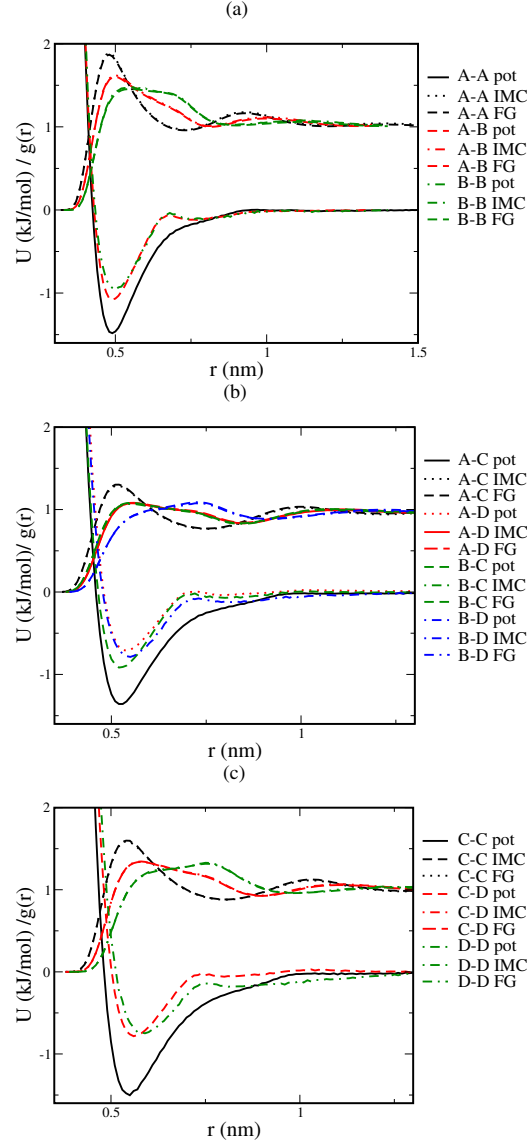 (a)
U (kJ/mol) / g(r)
2
1
0
-1
0.5
1
1.5
r (nm)
A-A pot
A-A IMC
A-A FG
A-B pot
A-B IMC
A-B FG
B-B pot
B-B IMC
B-B FG
(b)
U (kJ/mol)/ g(r)
2
1
0
-1
0.5
1
r (nm)
A-C pot
A-C IMC
A-C FG
A-D pot
A-D IMC
A-D FG
B-C pot
B-C IMC
B-C FG
B-D pot
B-D IMC
B-D FG
(c)
U (kJ/mol) /g(r)
2
1
0
-1
0.5
1
r (nm)
C-C pot
C-C IMC
C-C FG
C-D pot
C-D IMC
C-D FG
D-D pot
D-D IMC
D-D FG